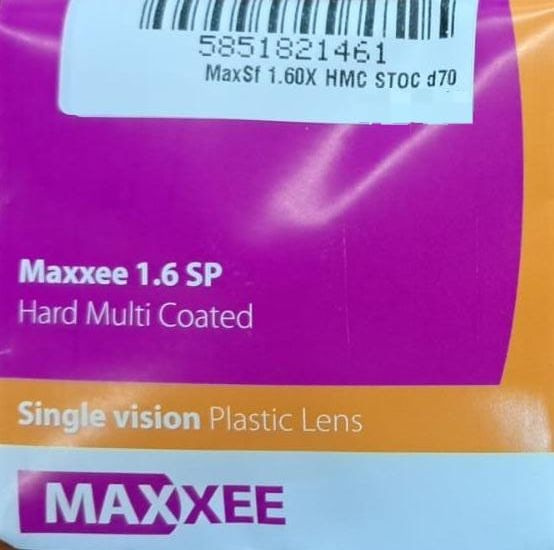 5851821461
MaxSf 1.60X HMC STOC d70
Maxxee 1.6 SP
Hard Multi Coated
Single vision Plastic Lens
MAXXEE